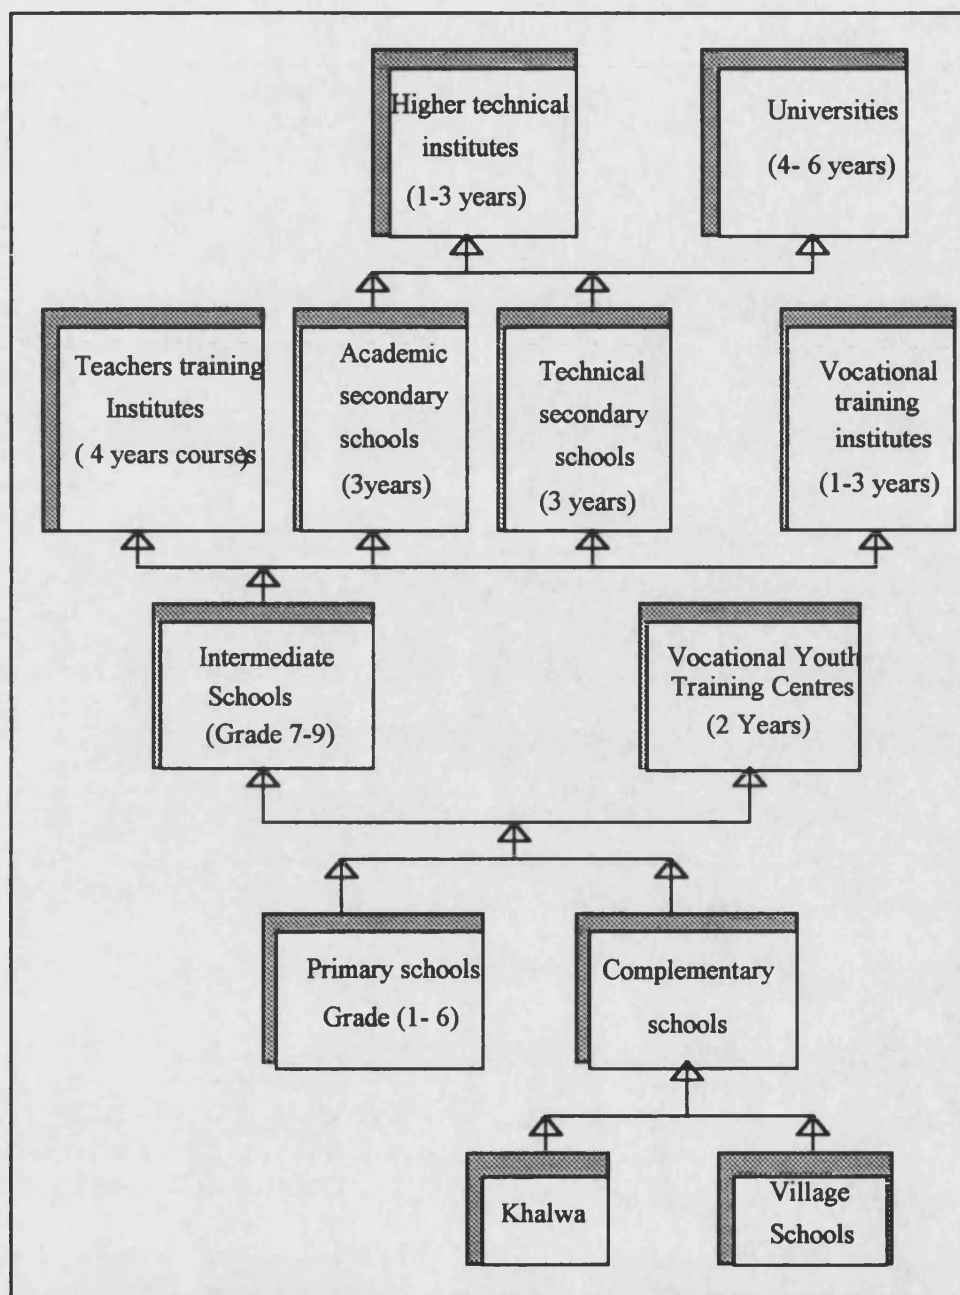 Higher technical
institutes
(1-3 years)
Universities
(4- 6 years)
Teachers training
Institutes
( 4 years courses)
Academic
secondary
schools
(3years)
Technical
secondary
schools
(3 years)
Vocational
training
institutes
(1-3 years)
Intermediate
Schools
(Grade 7-9)
Vocational Youth
Training Centres
(2 Years)
Primary schools
Grade (1- 6)
Complementary
schools
Khalwa
Village
Schools